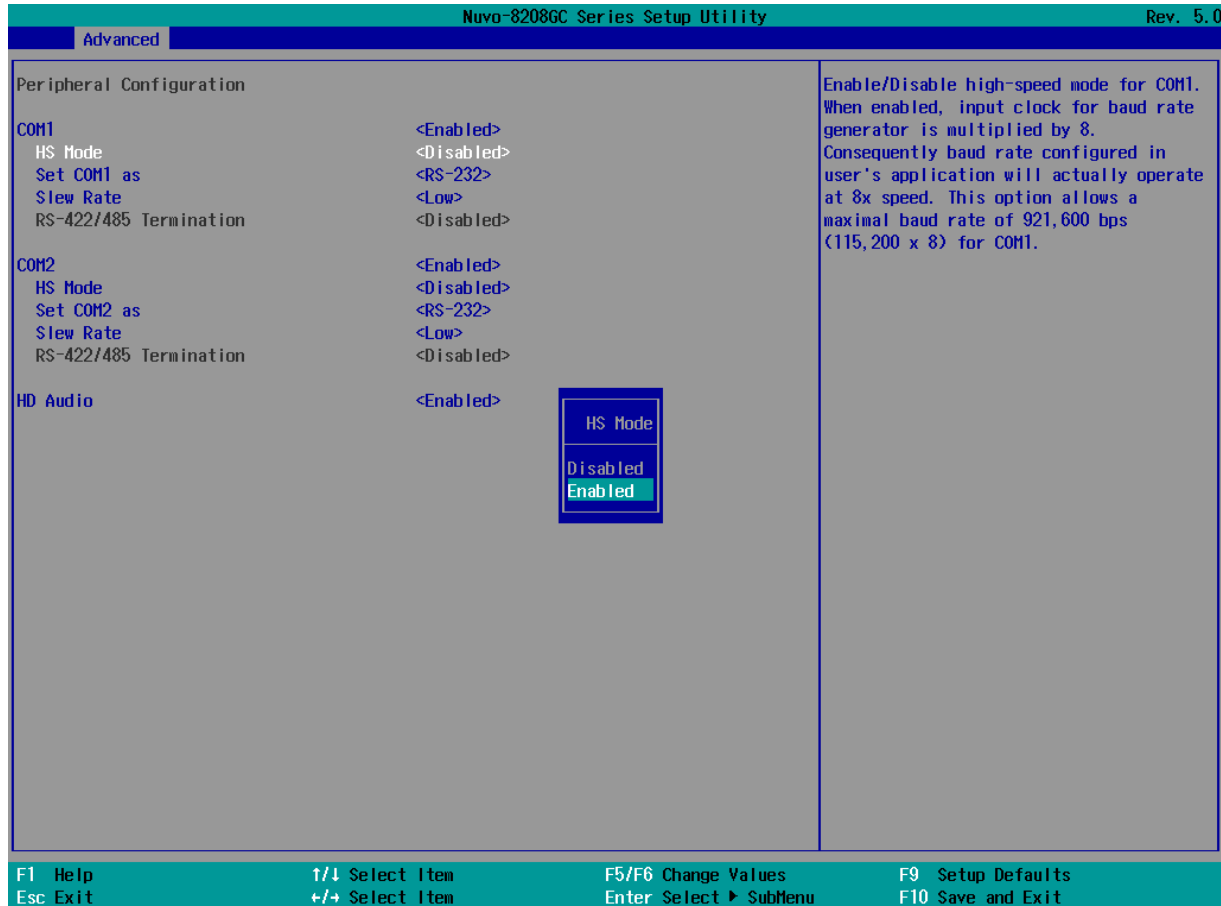 Nuvo-8208GC Series Setup Utility Rev. 5.0
Advanced
Peripheral Configuration
COM1 <Enabled>
HS Mode <Disabled>
Set COM1 as <RS-232>
Slew Rate <Low>
RS-422/485 Termination <Disabled>
COM2 <Enabled>
HS Mode <Disabled>
Set COM2 as <RS-232>
Slew Rate <Low>
RS-422/485 Termination <Disabled>
HD Audio <Enabled>
HS Mode
Disabled
Enabled
Enable/Disable high-speed mode for COM1.
When enabled, input clock for baud rate
generator is multiplied by 8.
Consequently baud rate configured in
user's application will actually operate
at 8x speed. This option allows a
maximal baud rate of 921,600 bps
(115,200 x 8) for COM1.
F1 Help ↑/↓ Select Item F5/F6 Change Values F9 Setup Defaults
Esc Exit ←/→ Select Item Enter Select ▶ SubMenu F10 Save and Exit